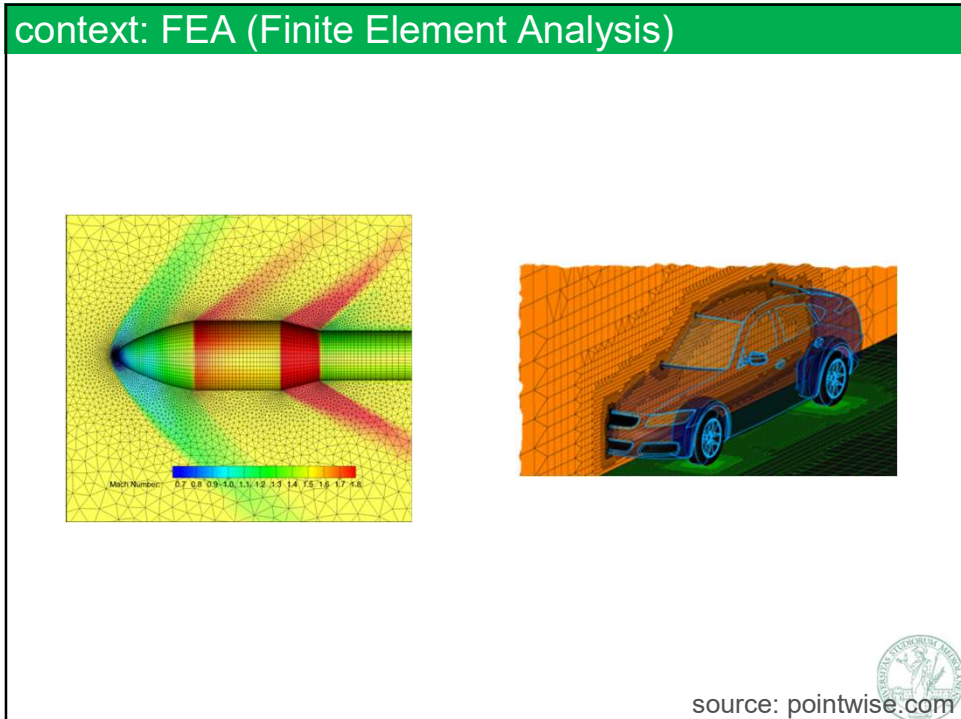 context: FEA (Finite Element Analysis)
Mach Number: 0.7 0.8 0.9 1.0 1.1 1.2 1.3 1.4 1.5 1.6 1.7 1.8
source: pointwise.com